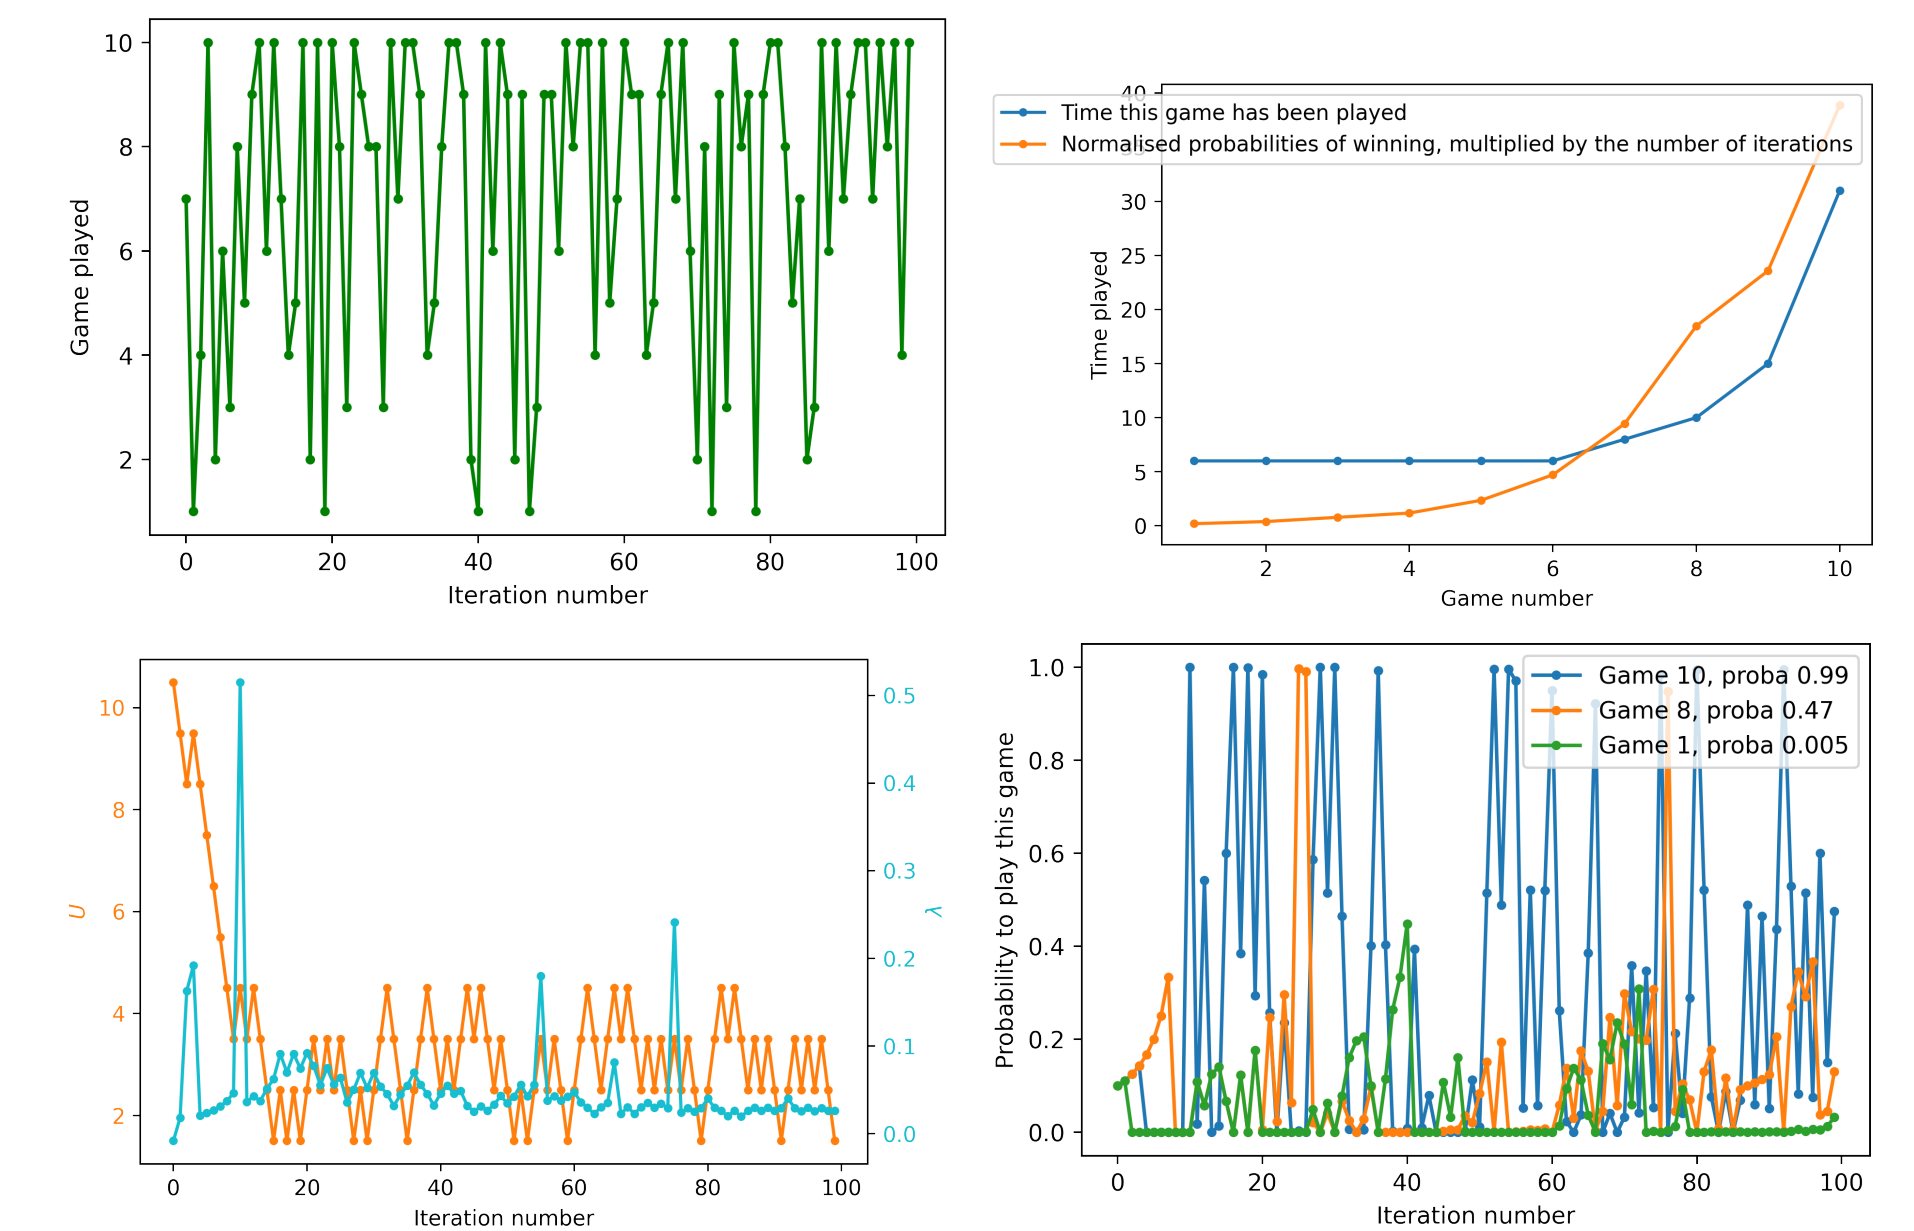 10
8
6
4
2
Game played
0 20 40 60 80 100
Iteration number
40
35
30
25
20
15
10
5
0
Time played
Time this game has been played
Normalised probabilities of winning, multiplied by the number of iterations
2 4 6 8 10
Game number
10
8
6
4
2
U
0.5
0.4
0.3
0.2
0.1
0.0
λ
0 20 40 60 80 100
Iteration number
1.0
0.8
0.6
0.4
0.2
0.0
Probability to play this game
Game 10, proba 0.99
Game 8, proba 0.47
Game 1, proba 0.005
0 20 40 60 80 100
Iteration number